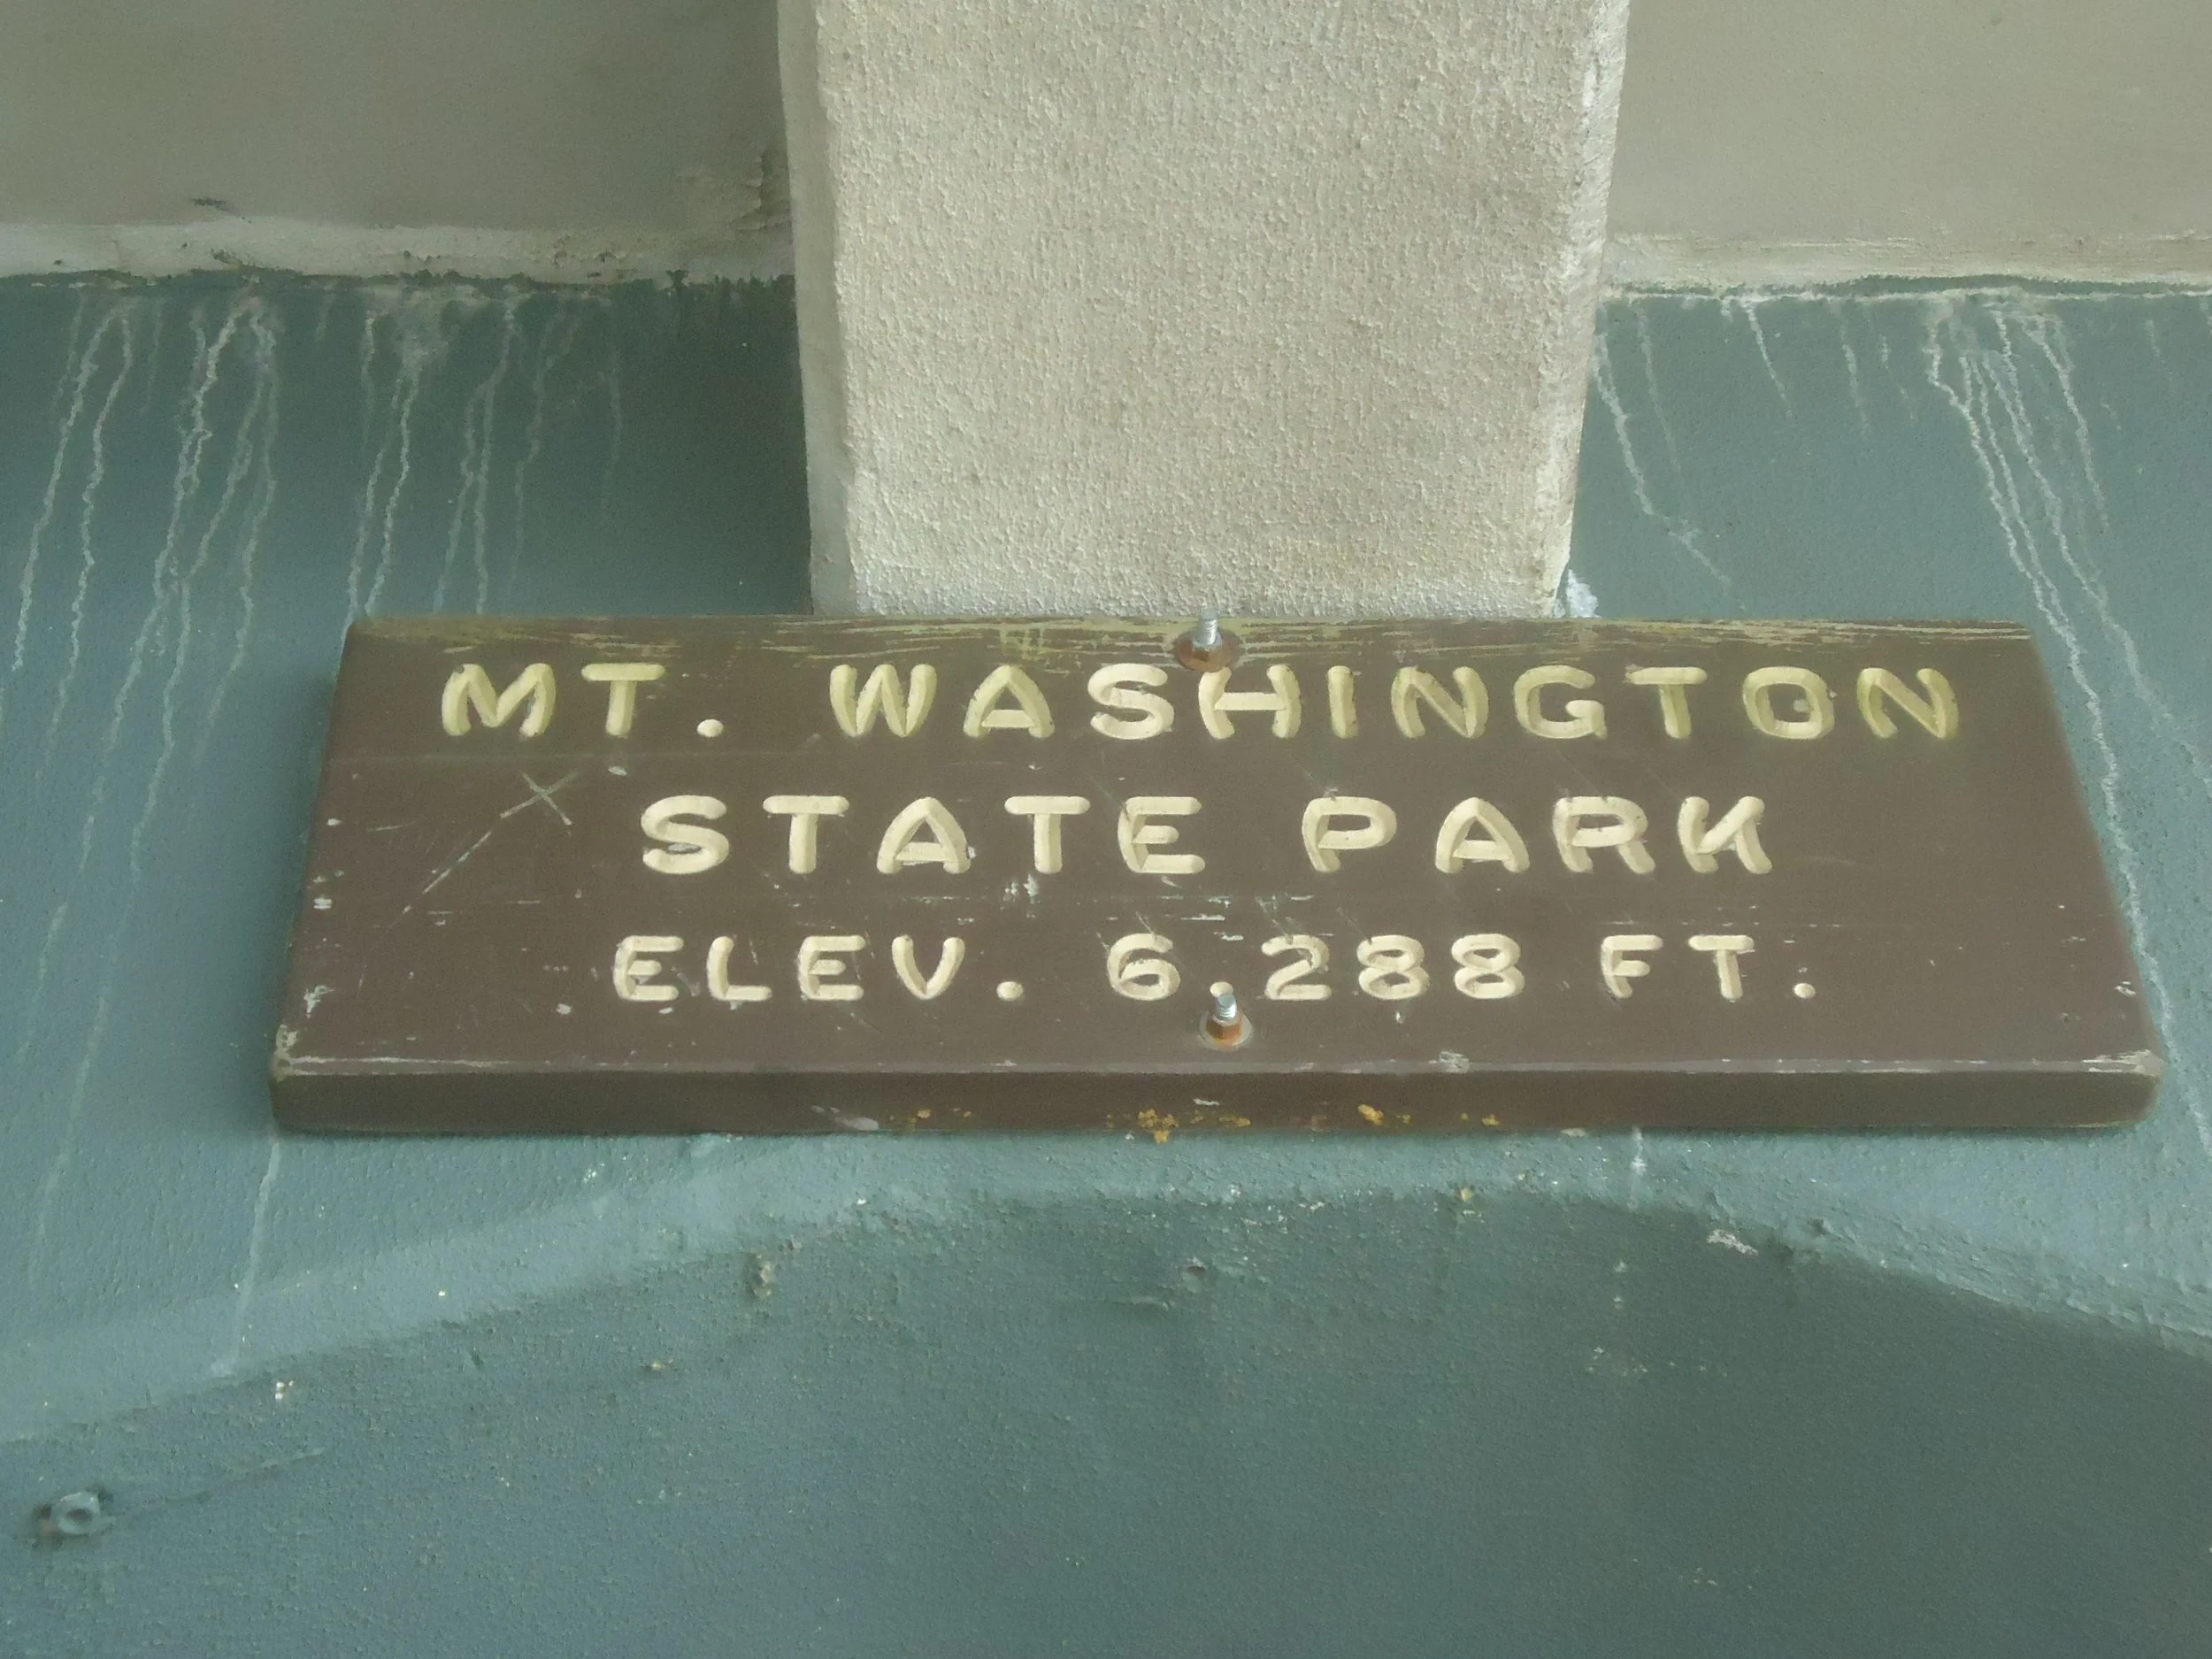 MT. WASHINGTON
STATE PARK
ELEV. 6.288 FT.